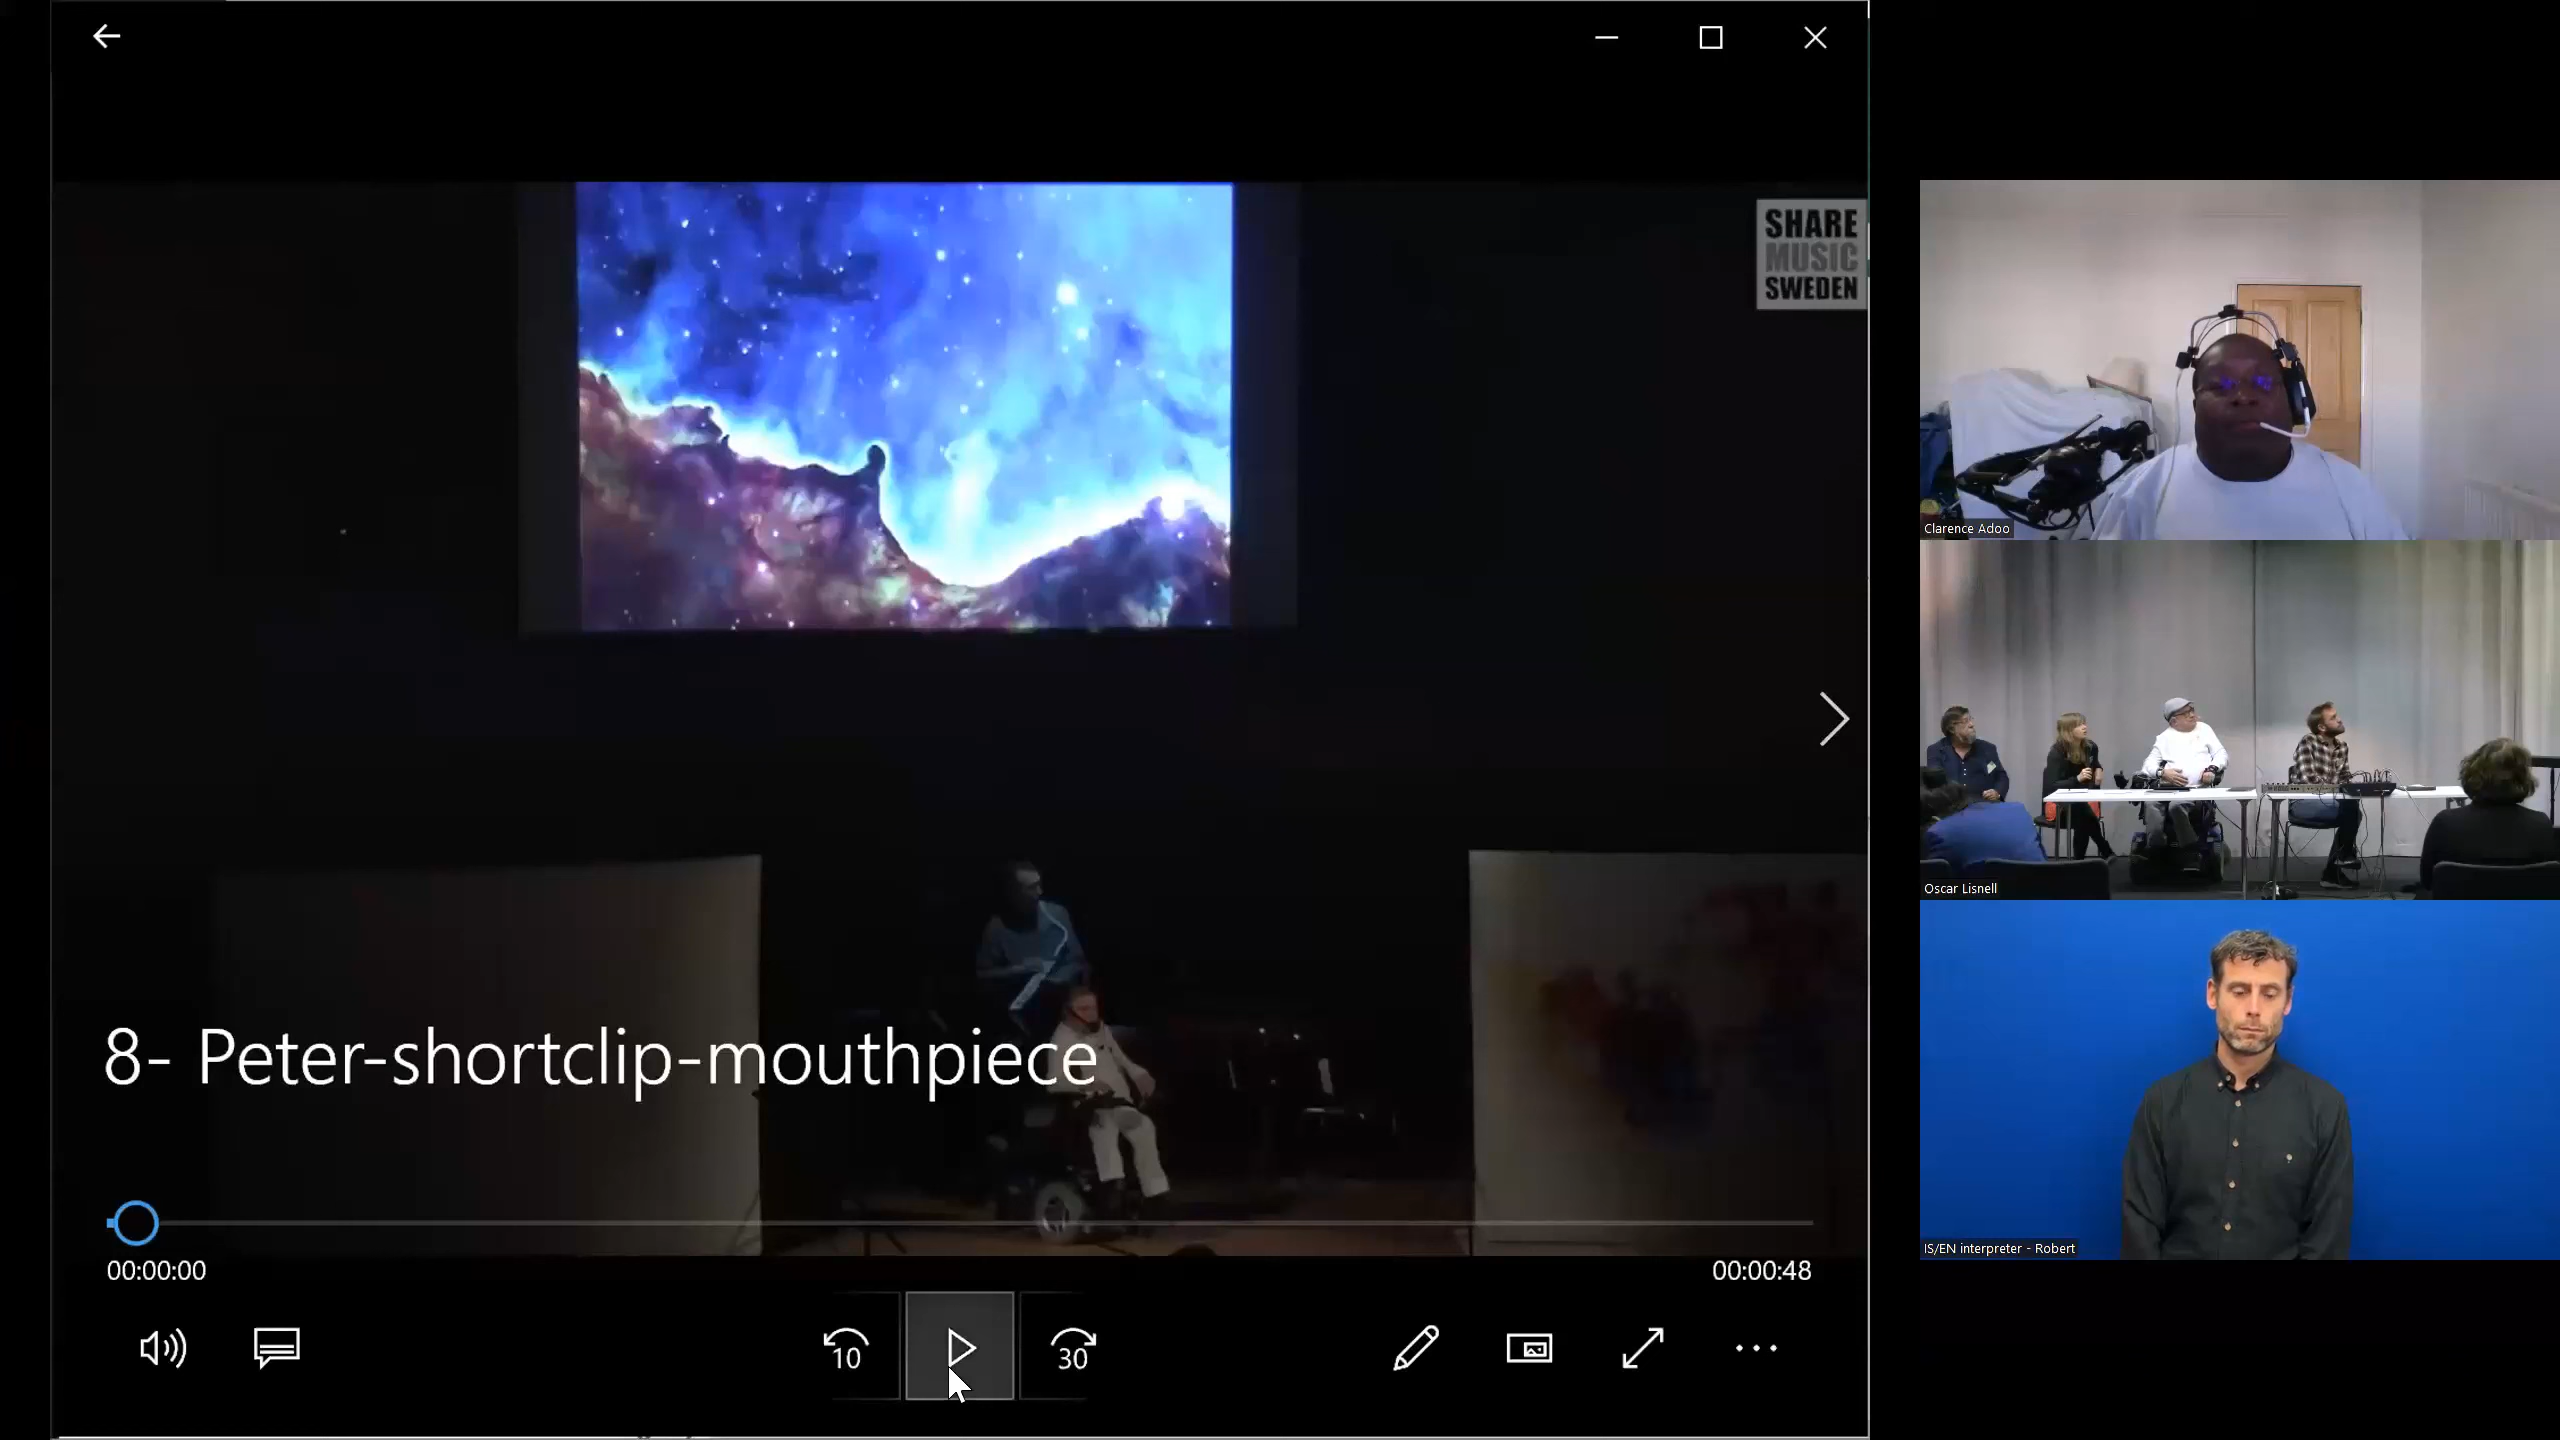 SHARE
MUSIC
SWEDEN
Clarence Adoo
Oscar Lisnell
8- Peter-shortclip-mouthpiece
IS/EN interpreter - Robert
00:00:00
00:00:48
10
30